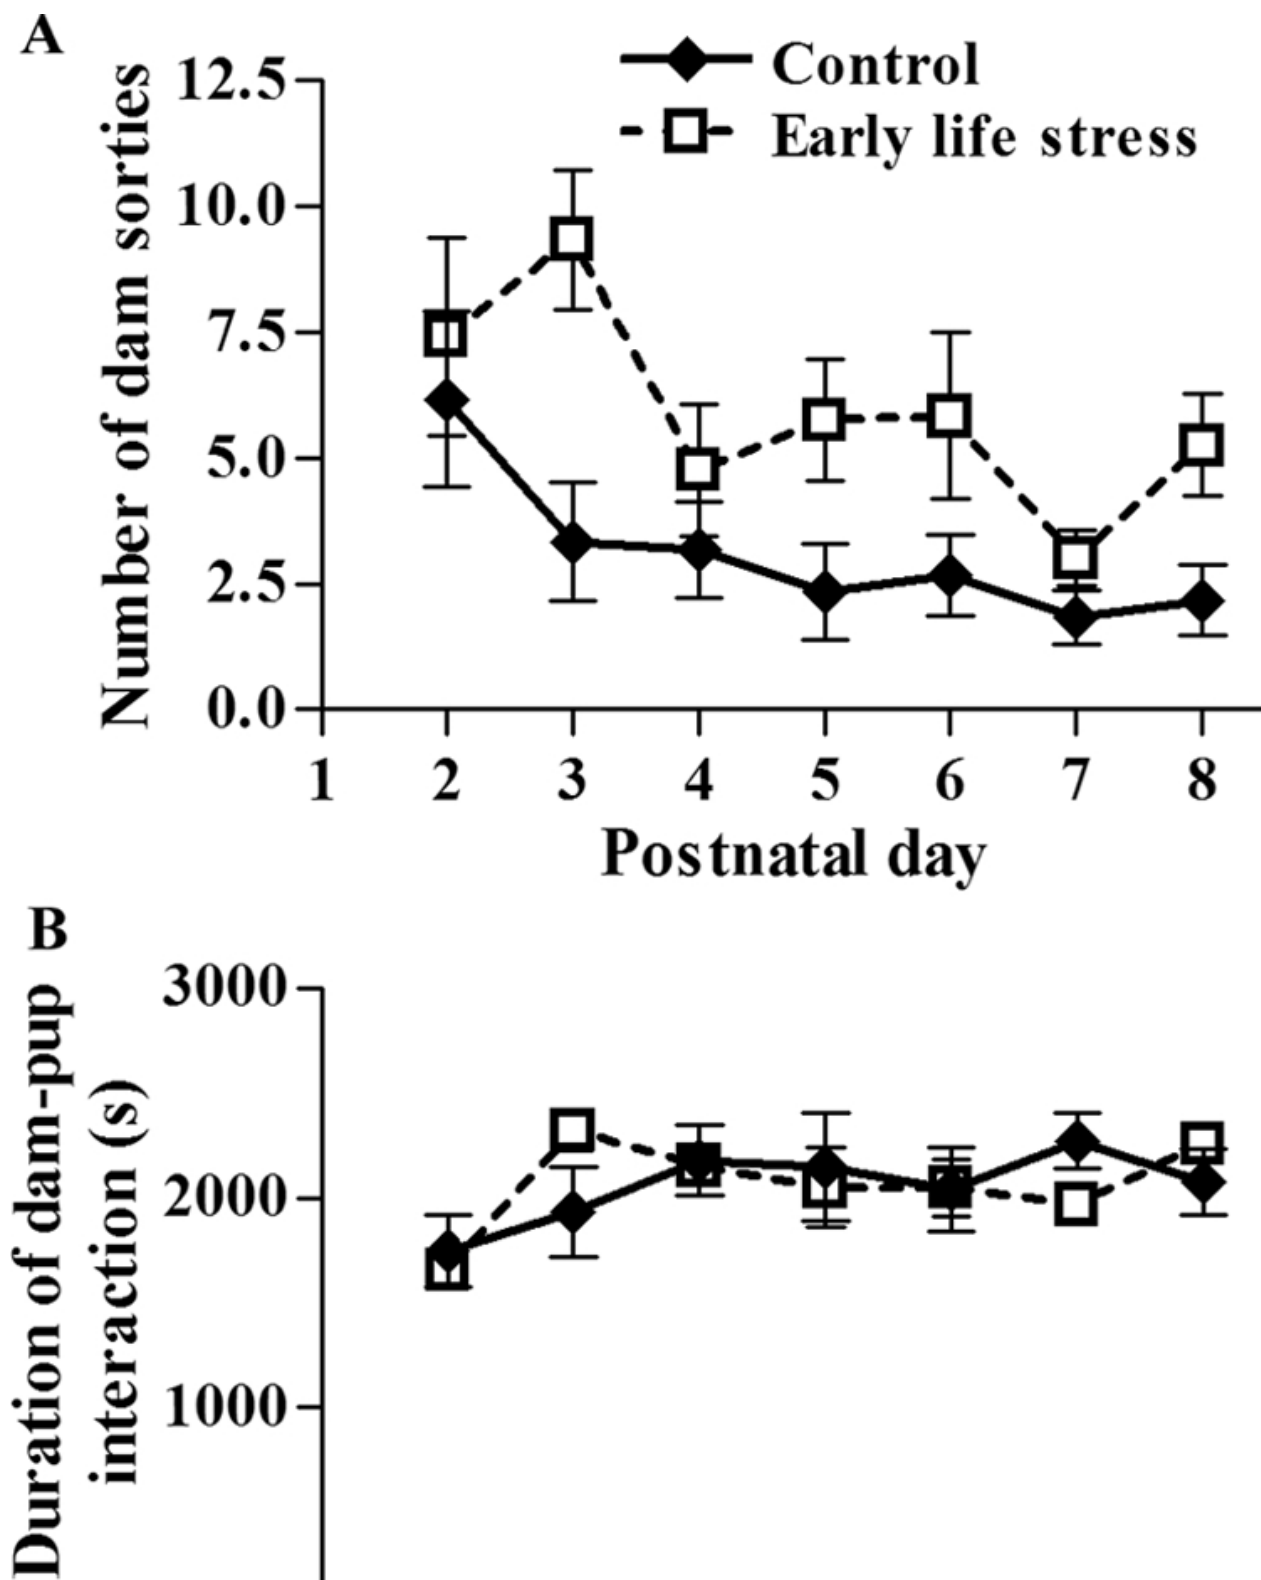 A
Control
Early life stress
12.5
10.0
7.5
5.0
2.5
0.0
Number of dam sorties
1 2 3 4 5 6 7 8
Postnatal day
B
3000
2000
1000
Duration of dam-pup
interaction (s)